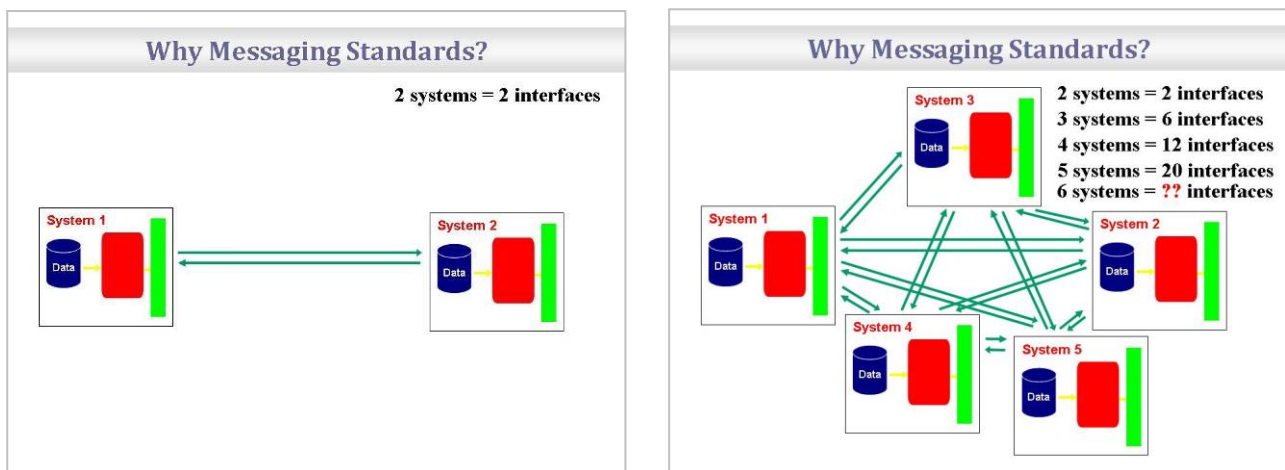 Why Messaging Standards?
2 systems = 2 interfaces
System 1
Data
System 2
Data
Why Messaging Standards?
2 systems = 2 interfaces
3 systems = 6 interfaces
4 systems = 12 interfaces
5 systems = 20 interfaces
6 systems = ?? interfaces
System 3
Data
System 1
Data
System 2
Data
System 4
Data
System 5
Data